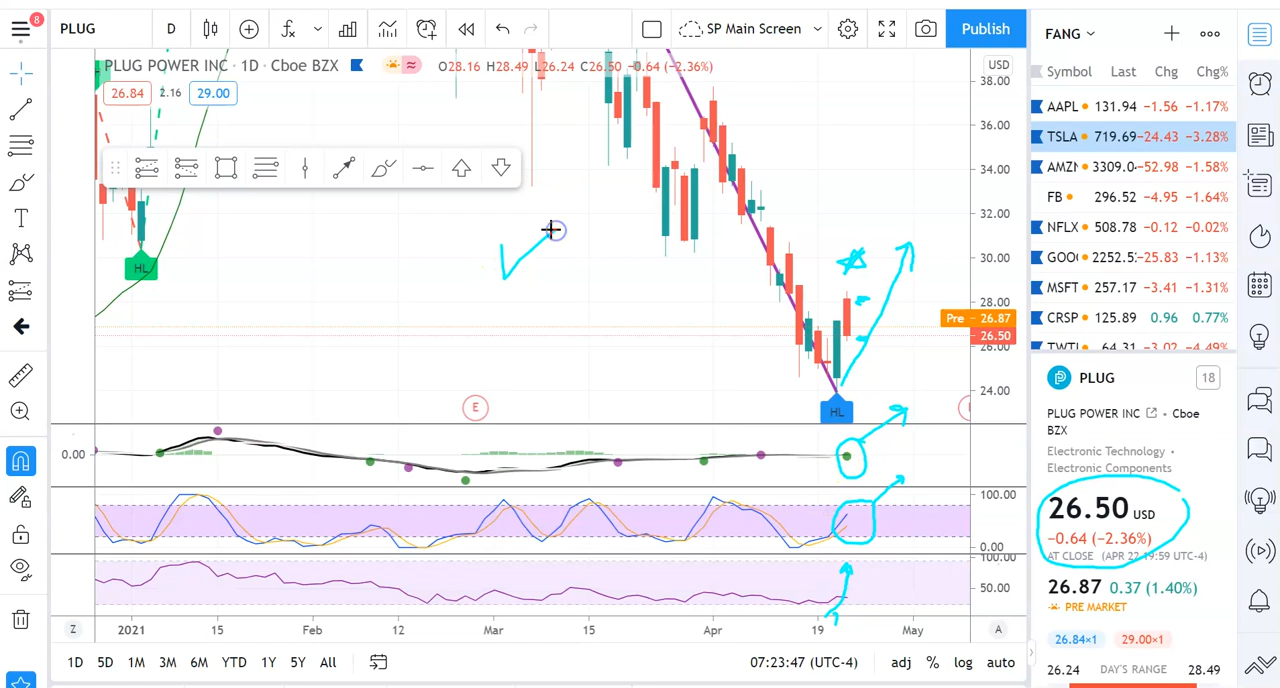 8
PLUG
D
SP Main Screen
Publish
FANG
PLUG POWER INC · 1D · Cboe BZX
O28.16 H28.49 L26.24 C26.50 −0.64 (−2.36%)
USD
26.84 2.16 29.00
38.00
36.00
34.00
32.00
30.00
28.00
Pre 26.87
26.50
26.00
24.00
HL
HL
E
0.00
100.00
0.00
100.00
50.00
Z 2021 15 Feb 12 Mar 15 Apr 19 May A
1D 5D 1M 3M 6M YTD 1Y 5Y All
07:23:47 (UTC-4) adj % log auto
Symbol Last Chg Chg%
AAPL 131.94 −1.56 −1.17%
TSLA 719.69 −24.43 −3.28%
AMZN 3309.0 −52.98 −1.58%
FB 296.52 −4.95 −1.64%
NFLX 508.78 −0.12 −0.02%
GOO 2252.5 −25.83 −1.13%
MSFT 257.17 −3.41 −1.31%
CRSP 125.89 0.96 0.77%
TWT 64.31 −3.02 −4.49%
PLUG 18
PLUG POWER INC · Cboe
BZX
Electronic Technology ·
Electronic Components
26.50 USD
−0.64 (−2.36%)
AT CLOSE (APR 22 19:59 UTC-4)
26.87 0.37 (1.40%)
PRE MARKET
26.84×1 29.00×1
26.24 DAY'S RANGE 28.49